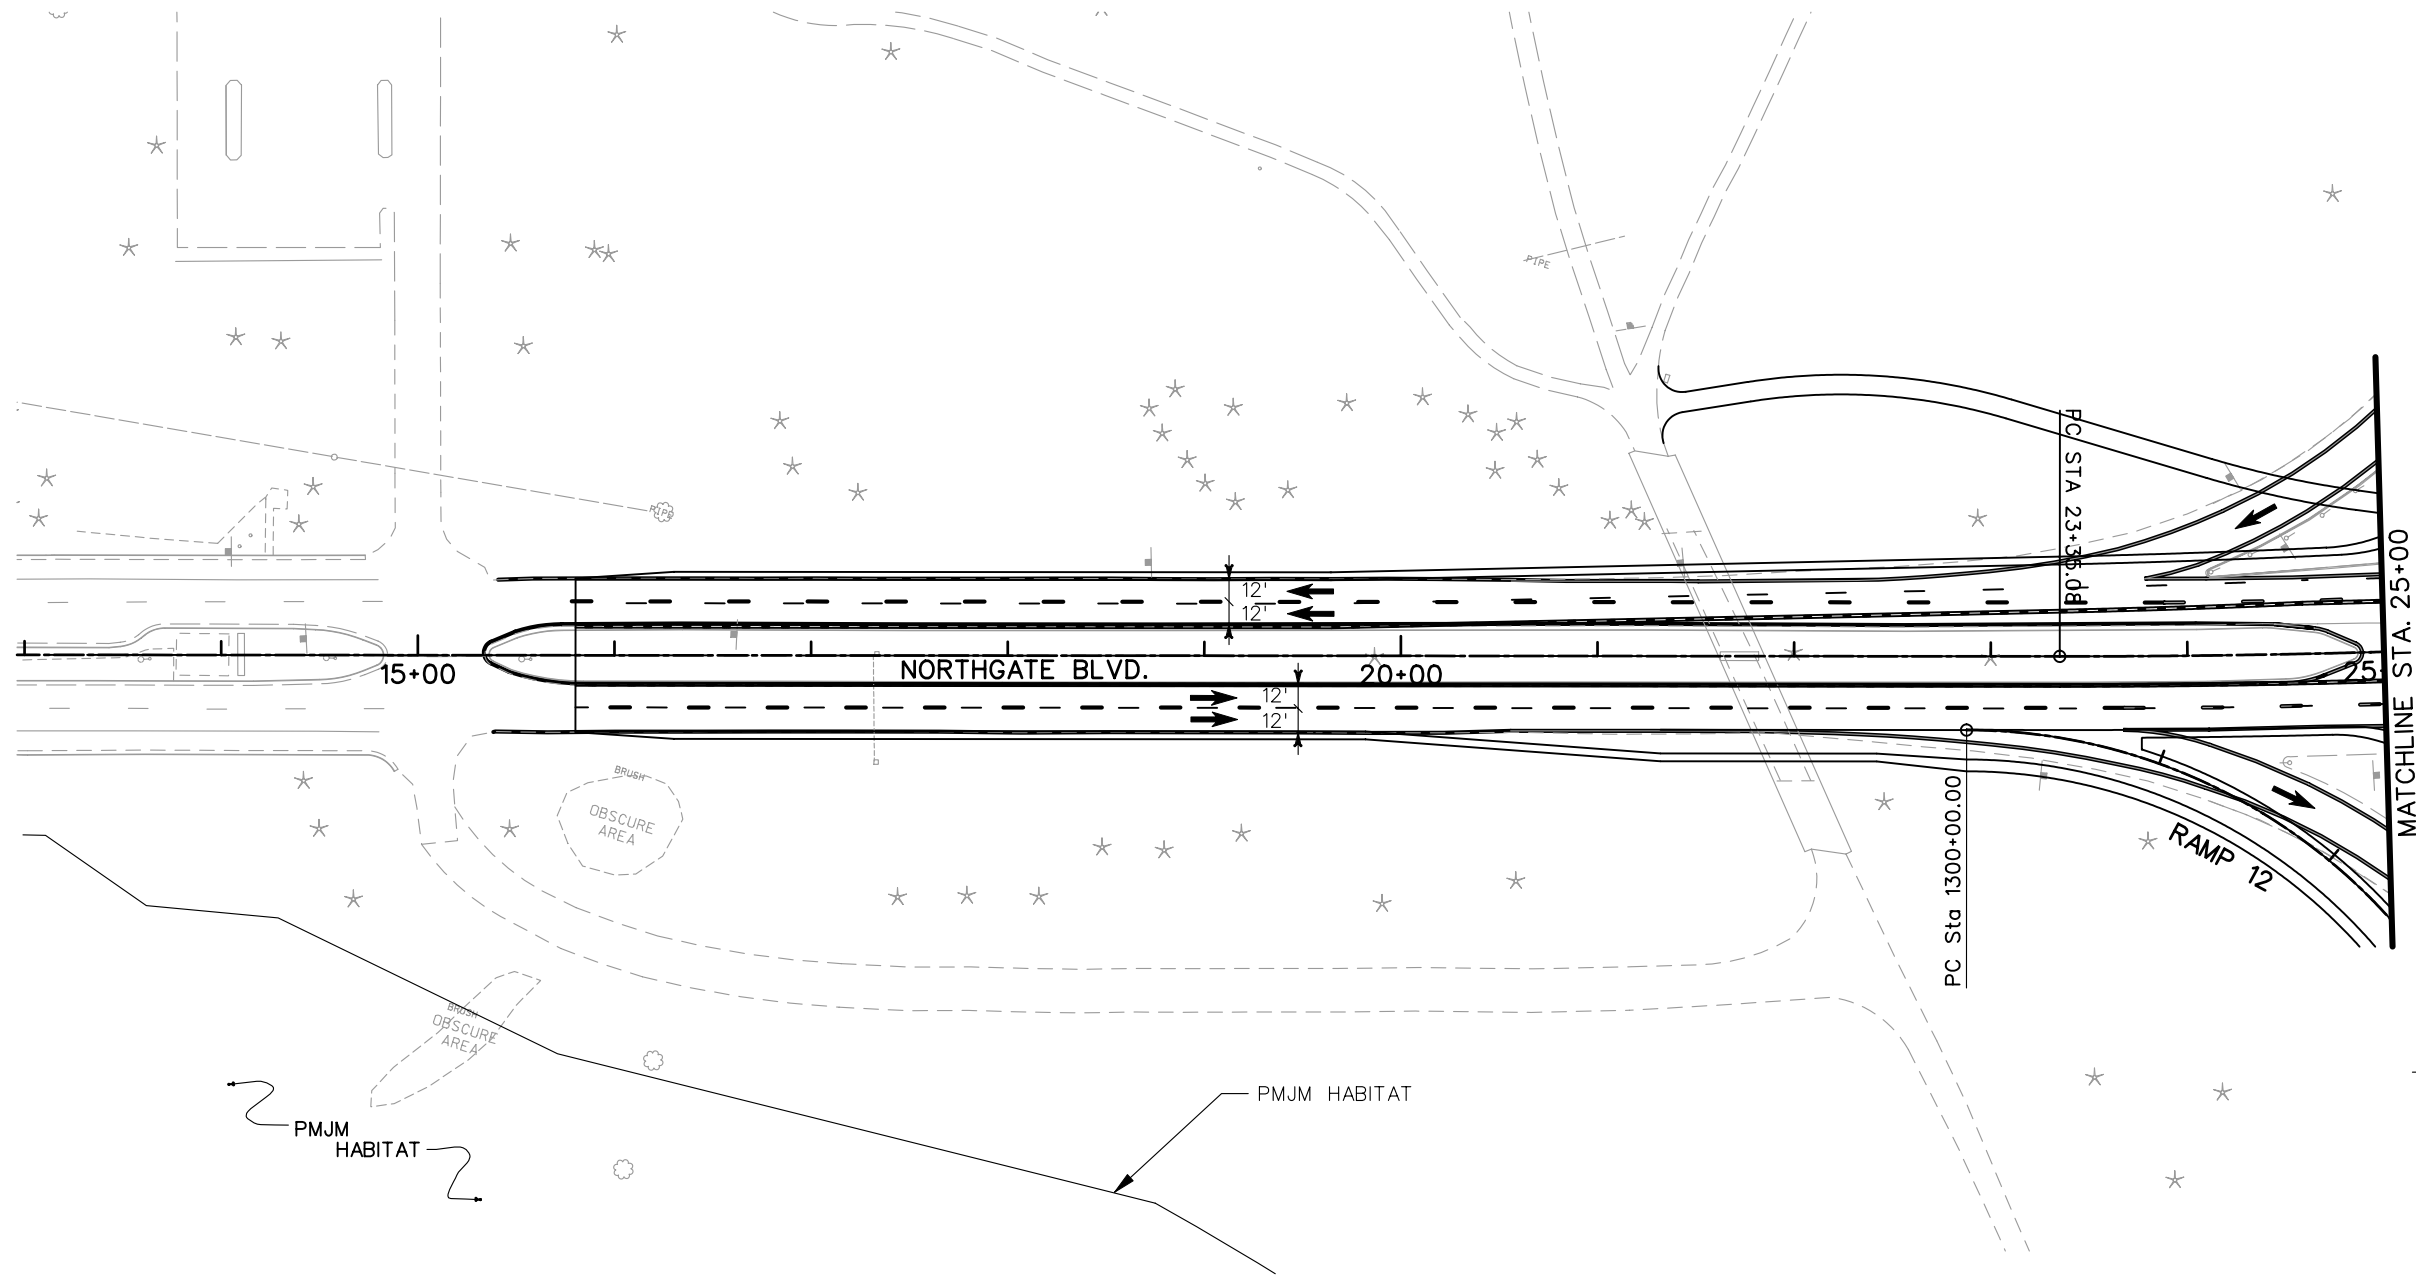 PIPE
PC STA 23+35.08
PIPE
MATCHLINE STA. 25+00
12'
12'
15+00
NORTHGATE BLVD.
20+00
25
12'
12'
BRUSH
OBSCURE
AREA
PC Sta 1300+00.00
RAMP 12
BRUSH
OBSCURE
AREA
PMJM HABITAT
PMJM
HABITAT